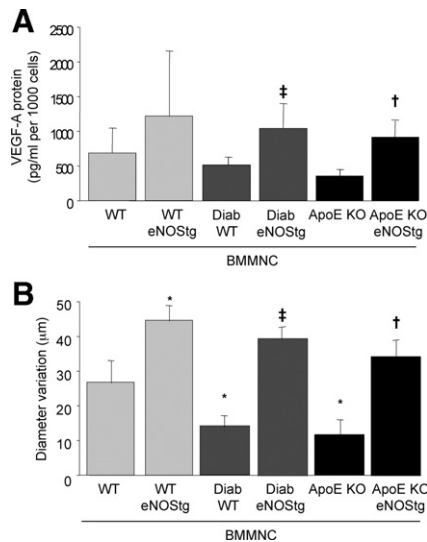 A
VEGF-A protein
(pg/ml per 1000 cells)
2500
2000
1500
1000
500
0
‡
†
WT
WT
eNOStg
Diab
WT
Diab
eNOStg
ApoE KO
ApoE KO
eNOStg
BMMNC
B
Diameter variation (μm)
50
40
30
20
10
0
*
*
‡
*
†
WT
WT
eNOStg
Diab
WT
Diab
eNOStg
ApoE KO
ApoE KO
eNOStg
BMMNC